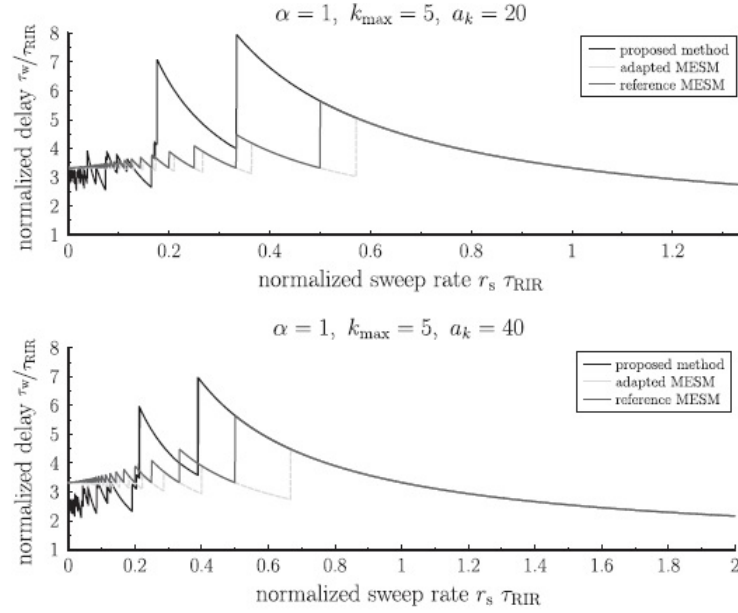 α = 1, k_max = 5, a_k = 20
normalized delay τ_w/τ_RIR
8
7
6
5
4
3
2
1
proposed method
adapted MESM
reference MESM
0
0.2
0.4
0.6
0.8
1
1.2
normalized sweep rate r_s τ_RIR
α = 1, k_max = 5, a_k = 40
normalized delay τ_w/τ_RIR
8
7
6
5
4
3
2
1
proposed method
adapted MESM
reference MESM
0 0.2 0.4 0.6 0.8 1 1.2 1.4 1.6 1.8 2
normalized sweep rate r_s τ_RIR